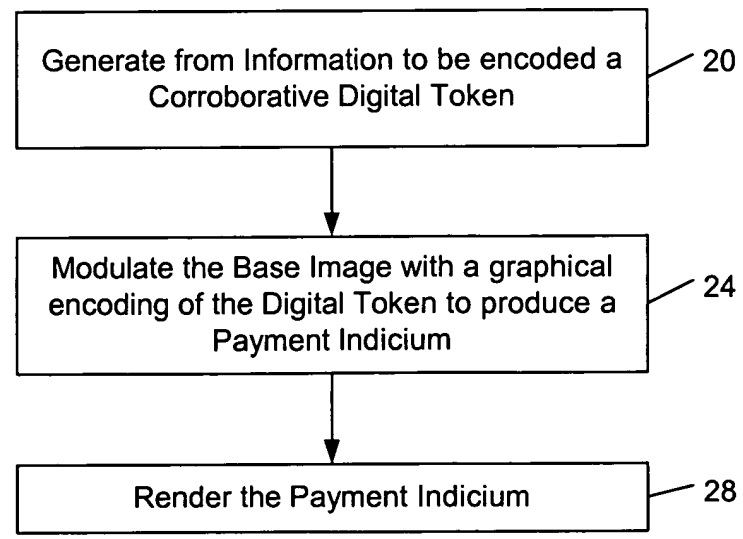 Generate from Information to be encoded a
Corroborative Digital Token
20
Modulate the Base Image with a graphical
encoding of the Digital Token to produce a
Payment Indicium
24
Render the Payment Indicium
28